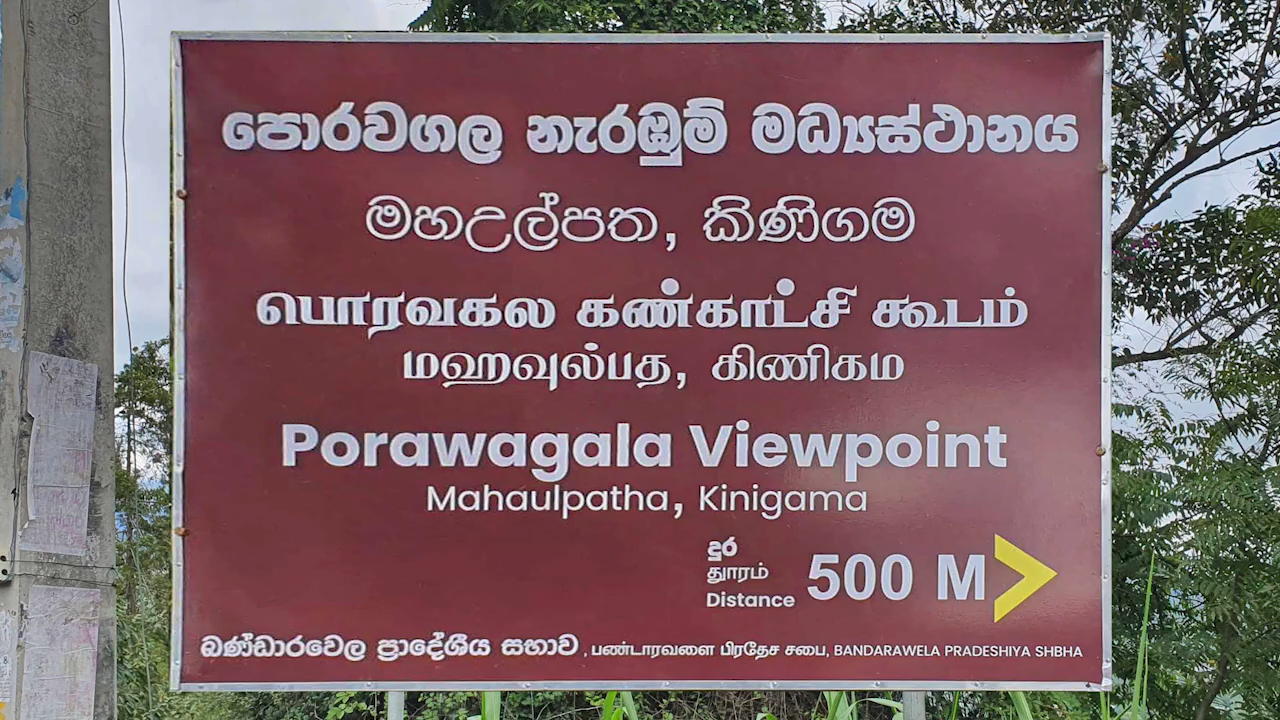 පොරවගල නැරඹුම් මධ්‍යස්ථානය
මහඋල්පත, කිණිගම
பொரவகல கண்காட்சி கூடம்
மஹவுல்பத, கிணிகம
Porawagala Viewpoint
Mahaulpatha, Kinigama
දුර
தூரம்
Distance 500 M
බණ්ඩාරවෙල ප්‍රාදේශීය සභාව , பண்டாரவளை பிரதேச சபை, BANDARAWELA PRADESHIYA SHBHA